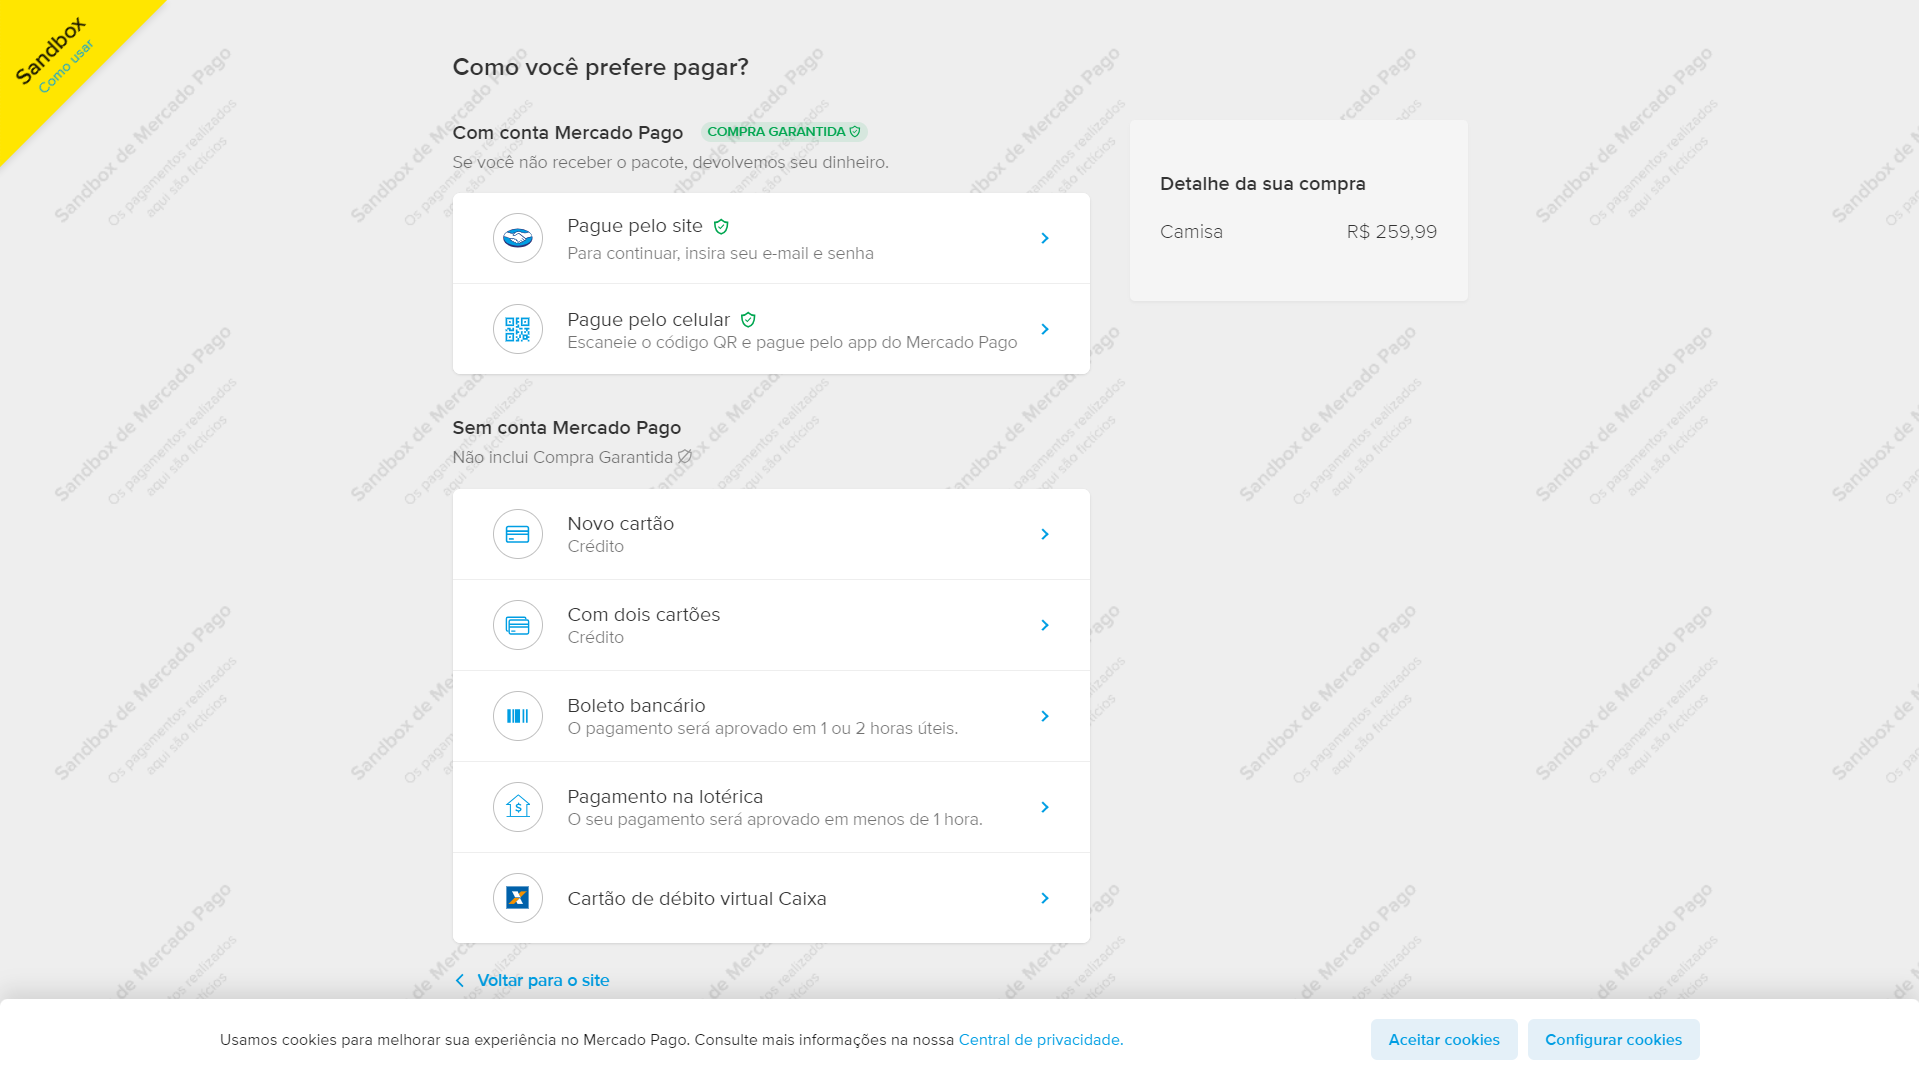 Sandbox
Como usar
Como você prefere pagar?
Com conta Mercado Pago COMPRA GARANTIDA
Se você não receber o pacote, devolvemos seu dinheiro.
Pague pelo site
Para continuar, insira seu e-mail e senha
Pague pelo celular
Escaneie o código QR e pague pelo app do Mercado Pago
Detalhe da sua compra
Camisa R$ 259,99
Sem conta Mercado Pago
Não inclui Compra Garantida
Novo cartão
Crédito
Com dois cartões
Crédito
Boleto bancário
O pagamento será aprovado em 1 ou 2 horas úteis.
Pagamento na lotérica
O seu pagamento será aprovado em menos de 1 hora.
Cartão de débito virtual Caixa
Voltar para o site
Usamos cookies para melhorar sua experiência no Mercado Pago. Consulte mais informações na nossa Central de privacidade.
Aceitar cookies
Configurar cookies
Sandbox de Mercado Pago
Os pagamentos realizados
aqui são fictícios